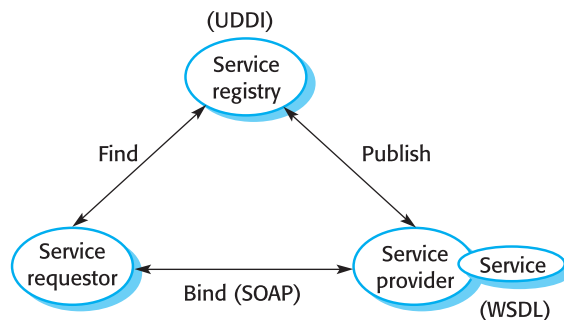 (UDDI)
Service
registry
Find
Publish
Service
requestor
Bind (SOAP)
Service
provider
Service
(WSDL)